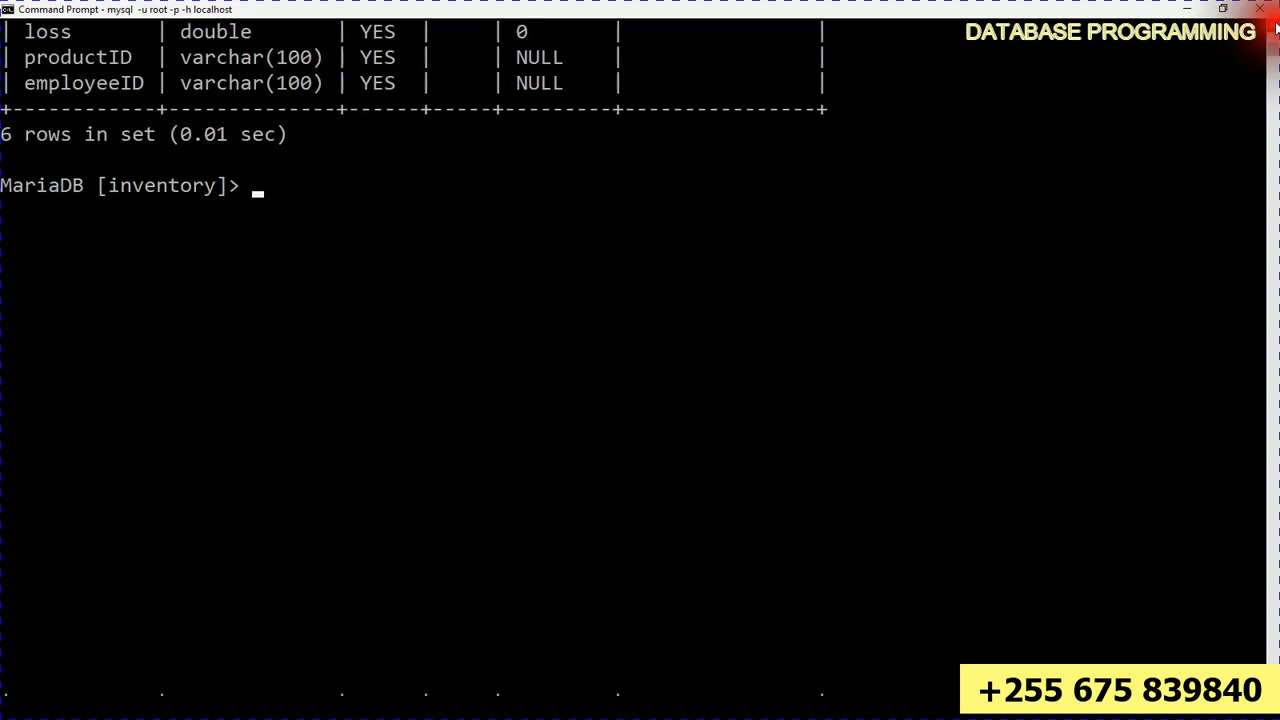 Command Prompt - mysql -u root -p -h localhost
DATABASE PROGRAMMING
| loss | double | YES | | 0 | |
| productID | varchar(100) | YES | | NULL | |
| employeeID | varchar(100) | YES | | NULL | |
+------------+--------------+------+-----+---------+----------------+
6 rows in set (0.01 sec)
MariaDB [inventory]>
+255 675 839840